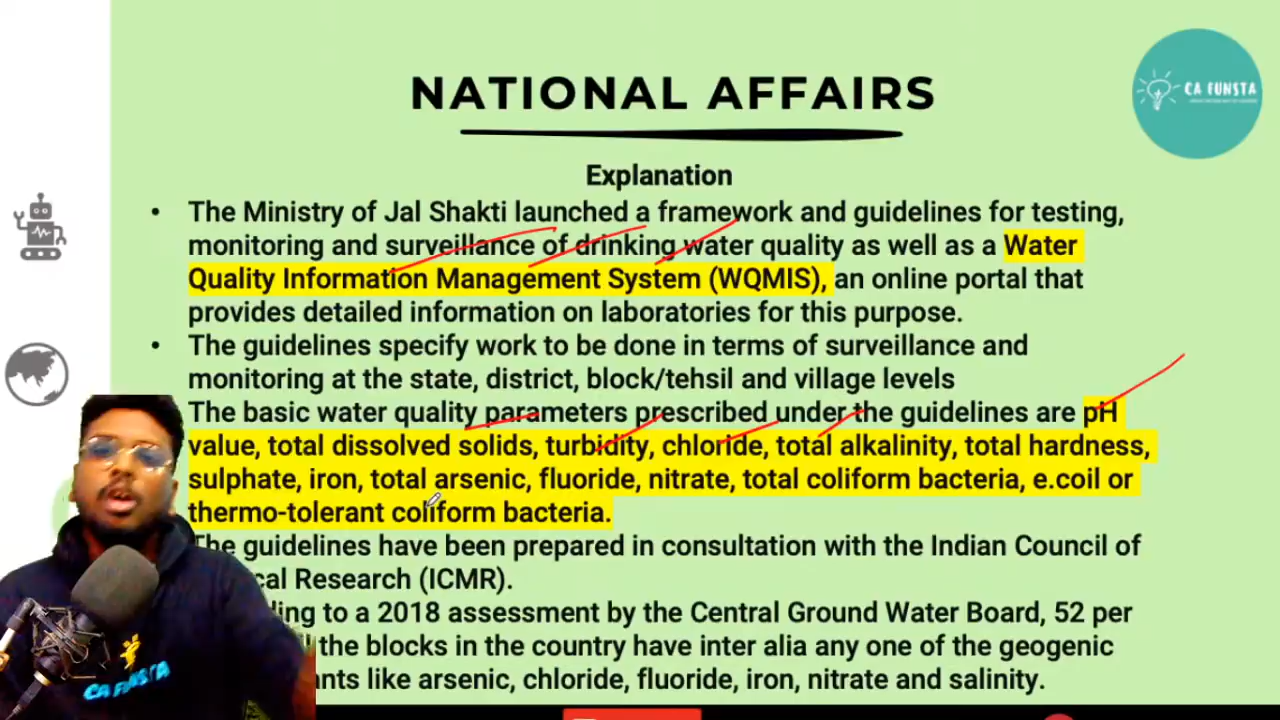 NATIONAL AFFAIRS
CA FUNSTA
Explanation
• The Ministry of Jal Shakti launched a framework and guidelines for testing,
monitoring and surveillance of drinking water quality as well as a Water
Quality Information Management System (WQMIS), an online portal that
provides detailed information on laboratories for this purpose.
• The guidelines specify work to be done in terms of surveillance and
monitoring at the state, district, block/tehsil and village levels
The basic water quality parameters prescribed under the guidelines are pH
value, total dissolved solids, turbidity, chloride, total alkalinity, total hardness,
sulphate, iron, total arsenic, fluoride, nitrate, total coliform bacteria, e.coil or
thermo-tolerant coliform bacteria.
The guidelines have been prepared in consultation with the Indian Council of
Research (ICMR).
to a 2018 assessment by the Central Ground Water Board, 52 per
the blocks in the country have inter alia any one of the geogenic
like arsenic, chloride, fluoride, iron, nitrate and salinity.
CA FUNSTA